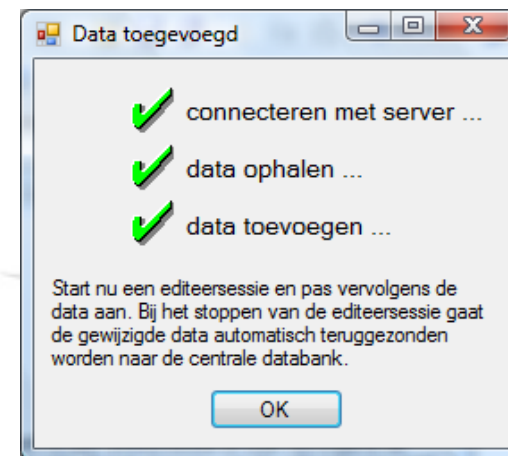 Data toegevoegd
connecteren met server ...
data ophalen ...
data toevoegen ...
Start nu een editeersessie en pas vervolgens de
data aan. Bij het stoppen van de editeersessie gaat
de gewijzigde data automatisch teruggezonden
worden naar de centrale databank.
OK